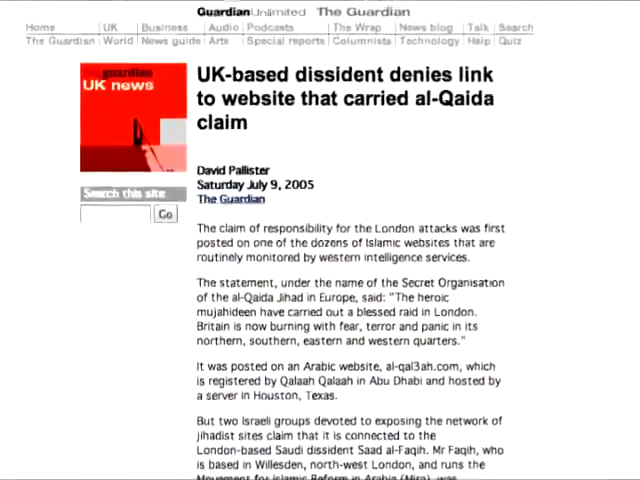 GuardianUnlimited The Guardian
Home UK Business Audio Podcasts The Wrap News blog Talk Search
The Guardian World News guide Arts Special reports Columnists Technology Help Quiz
guardian
UK news
UK-based dissident denies link
to website that carried al-Qaida
claim
David Pallister
Saturday July 9, 2005
The Guardian
Search this site
Go
The claim of responsibility for the London attacks was first
posted on one of the dozens of Islamic websites that are
routinely monitored by western intelligence services.
The statement, under the name of the Secret Organisation
of the al-Qaida Jihad in Europe, said: "The heroic
mujahideen have carried out a blessed raid in London.
Britain is now burning with fear, terror and panic in its
northern, southern, eastern and western quarters."
It was posted on an Arabic website, al-qal3ah.com, which
is registered by Qalaah Qalaah in Abu Dhabi and hosted by
a server in Houston, Texas.
But two Israeli groups devoted to exposing the network of
jihadist sites claim that it is connected to the
London-based Saudi dissident Saad al-Faqih. Mr Faqih, who
is based in Willesden, north-west London, and runs the
Movement for Islamic Reform in Arabia (Mira), was